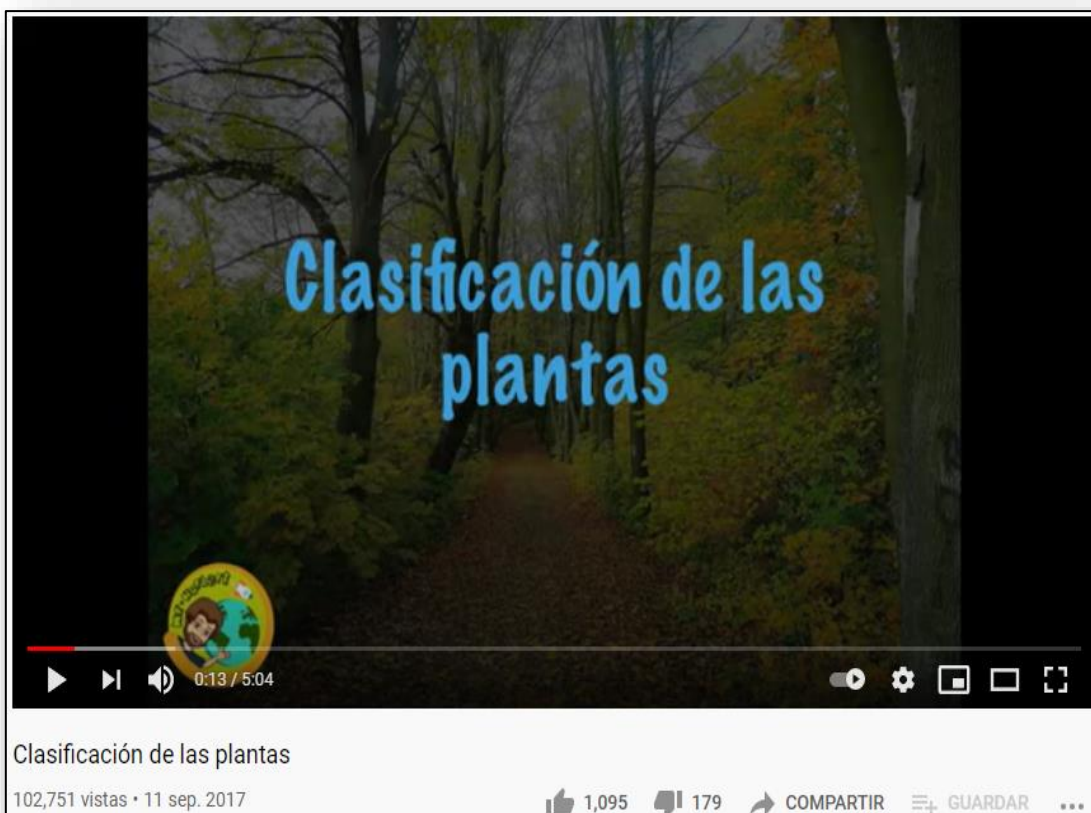 Clasificación de las
plantas
0:13 / 5:04
Clasificación de las plantas
102,751 vistas • 11 sep. 2017
1,095
179
COMPARTIR
GUARDAR